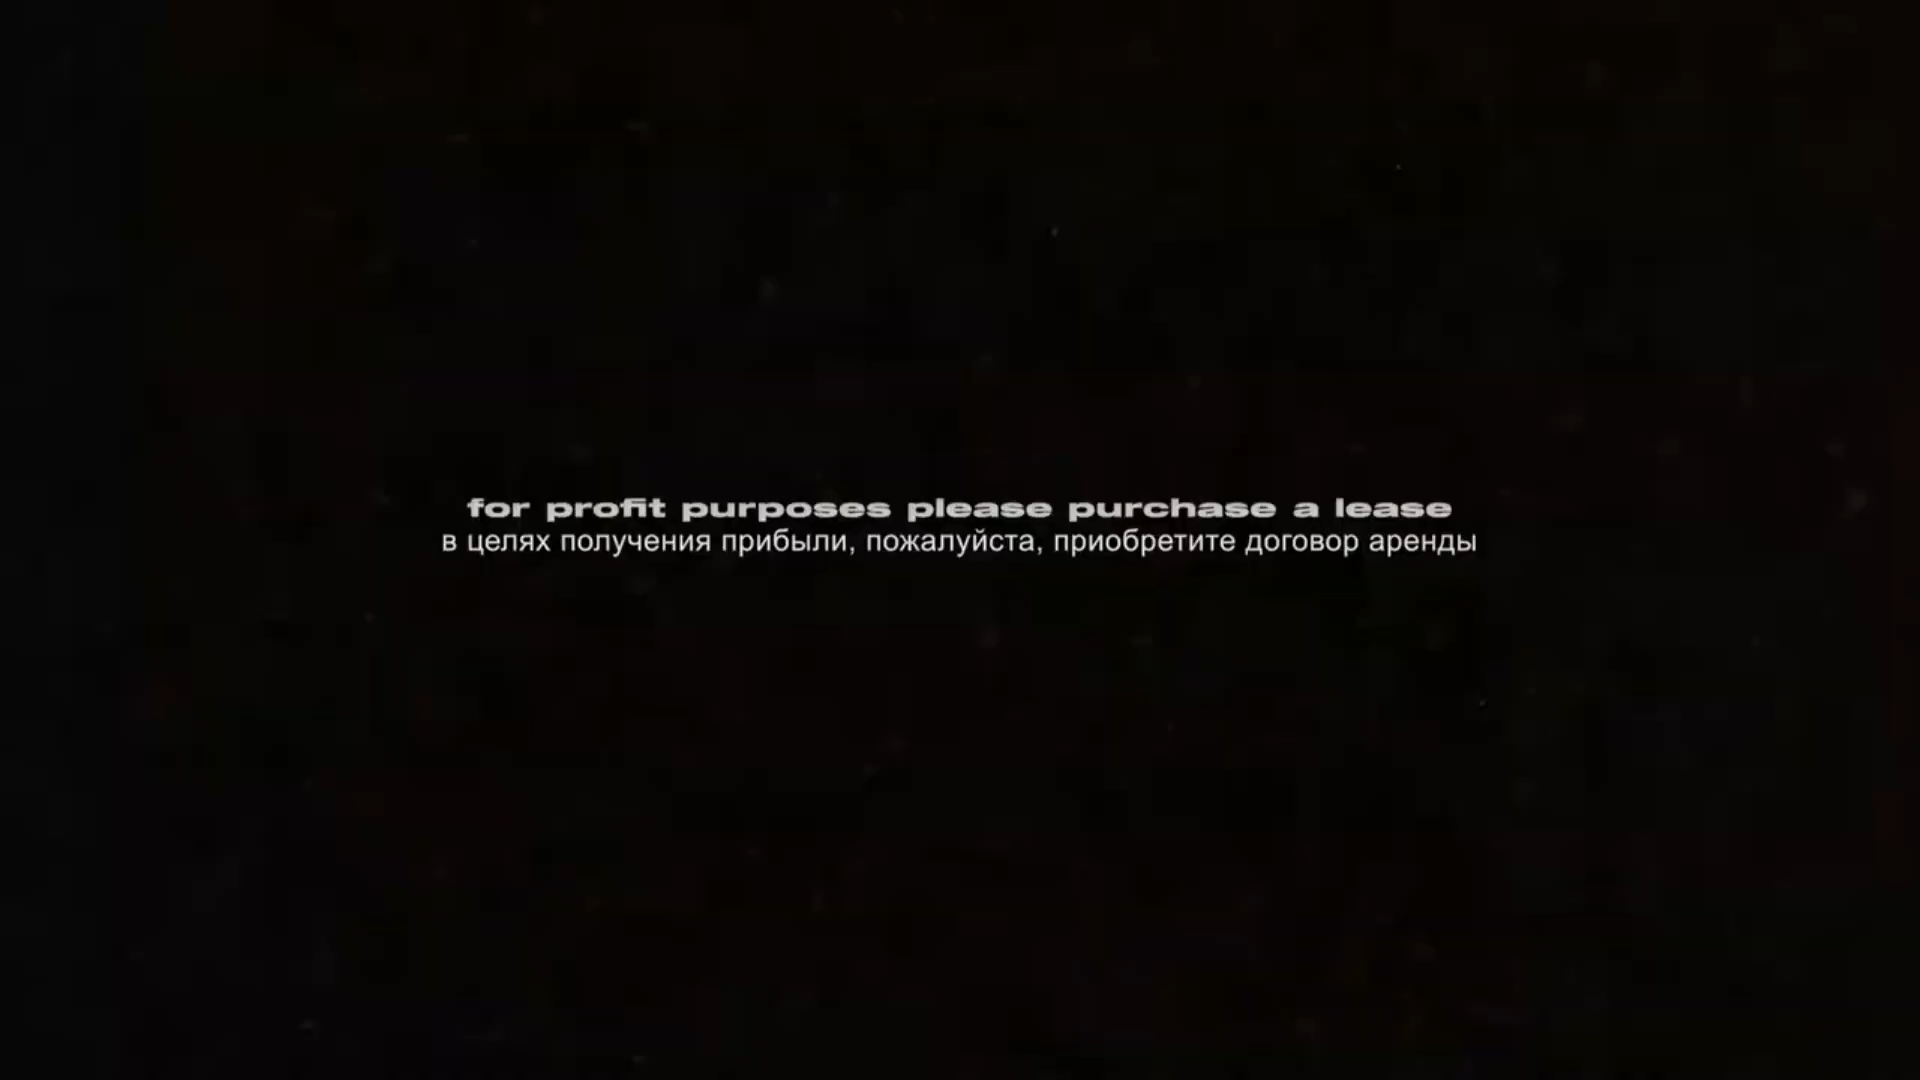 for profit purposes please purchase a lease
в целях получения прибыли, пожалуйста, приобретите договор аренды